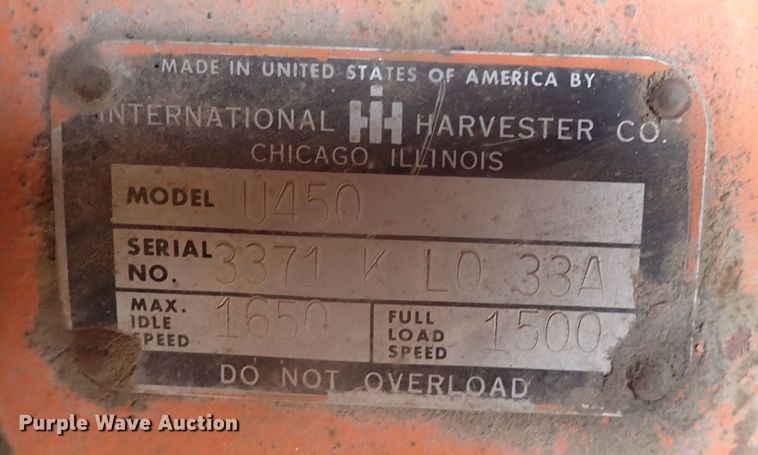 MADE IN UNITED STATES OF AMERICA BY
INTERNATIONAL IH HARVESTER CO.
CHICAGO, ILLINOIS
MODEL U450
SERIAL NO. 3371 K LQ 33A
MAX. IDLE SPEED 1650 FULL LOAD SPEED 1500
DO NOT OVERLOAD
Purple Wave Auction